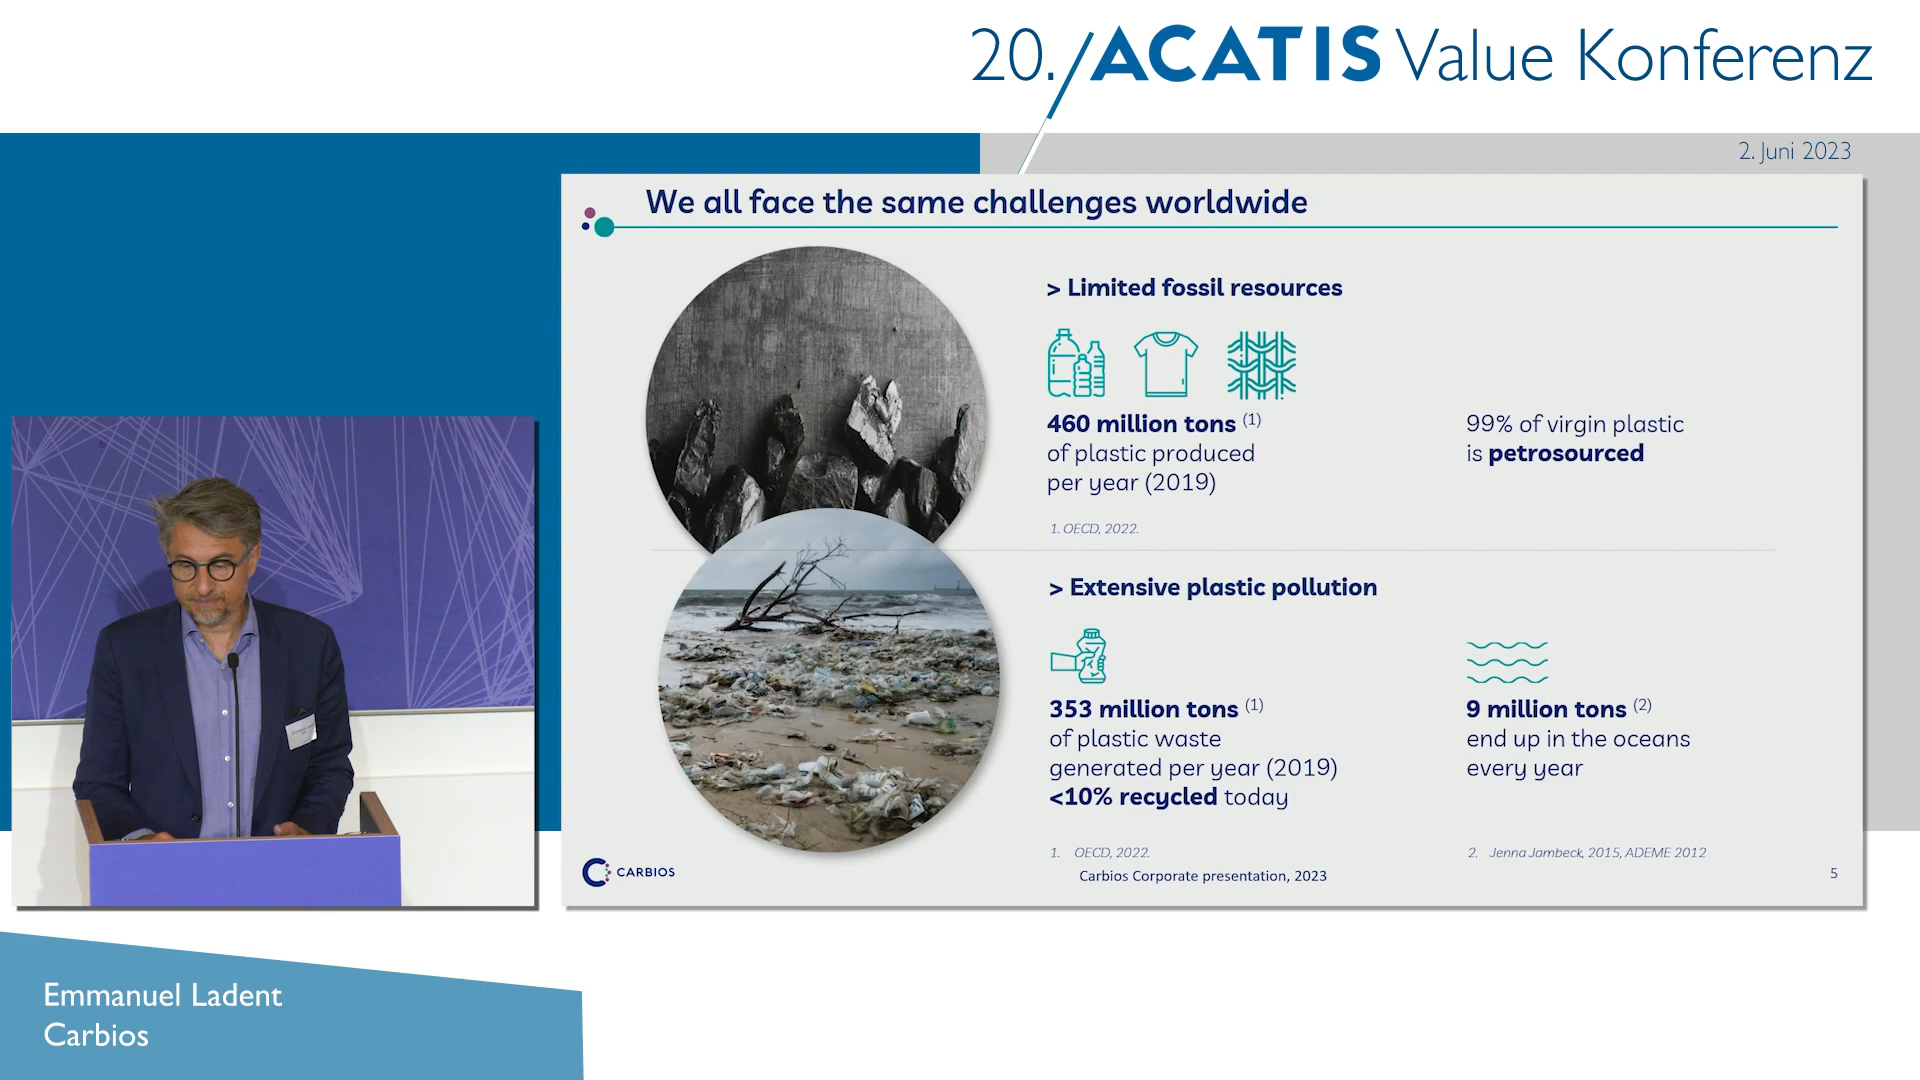 20. ACATIS Value Konferenz
2. Juni 2023
We all face the same challenges worldwide
> Limited fossil resources
460 million tons (1)
of plastic produced
per year (2019)
99% of virgin plastic
is petrosourced
1. OECD, 2022.
> Extensive plastic pollution
353 million tons (1)
of plastic waste
generated per year (2019)
<10% recycled today
9 million tons (2)
end up in the oceans
every year
1. OECD, 2022.
2. Jenna Jambeck, 2015, ADEME 2012
CARBIOS
Carbios Corporate presentation, 2023
5
Emmanuel Ladent
Carbios